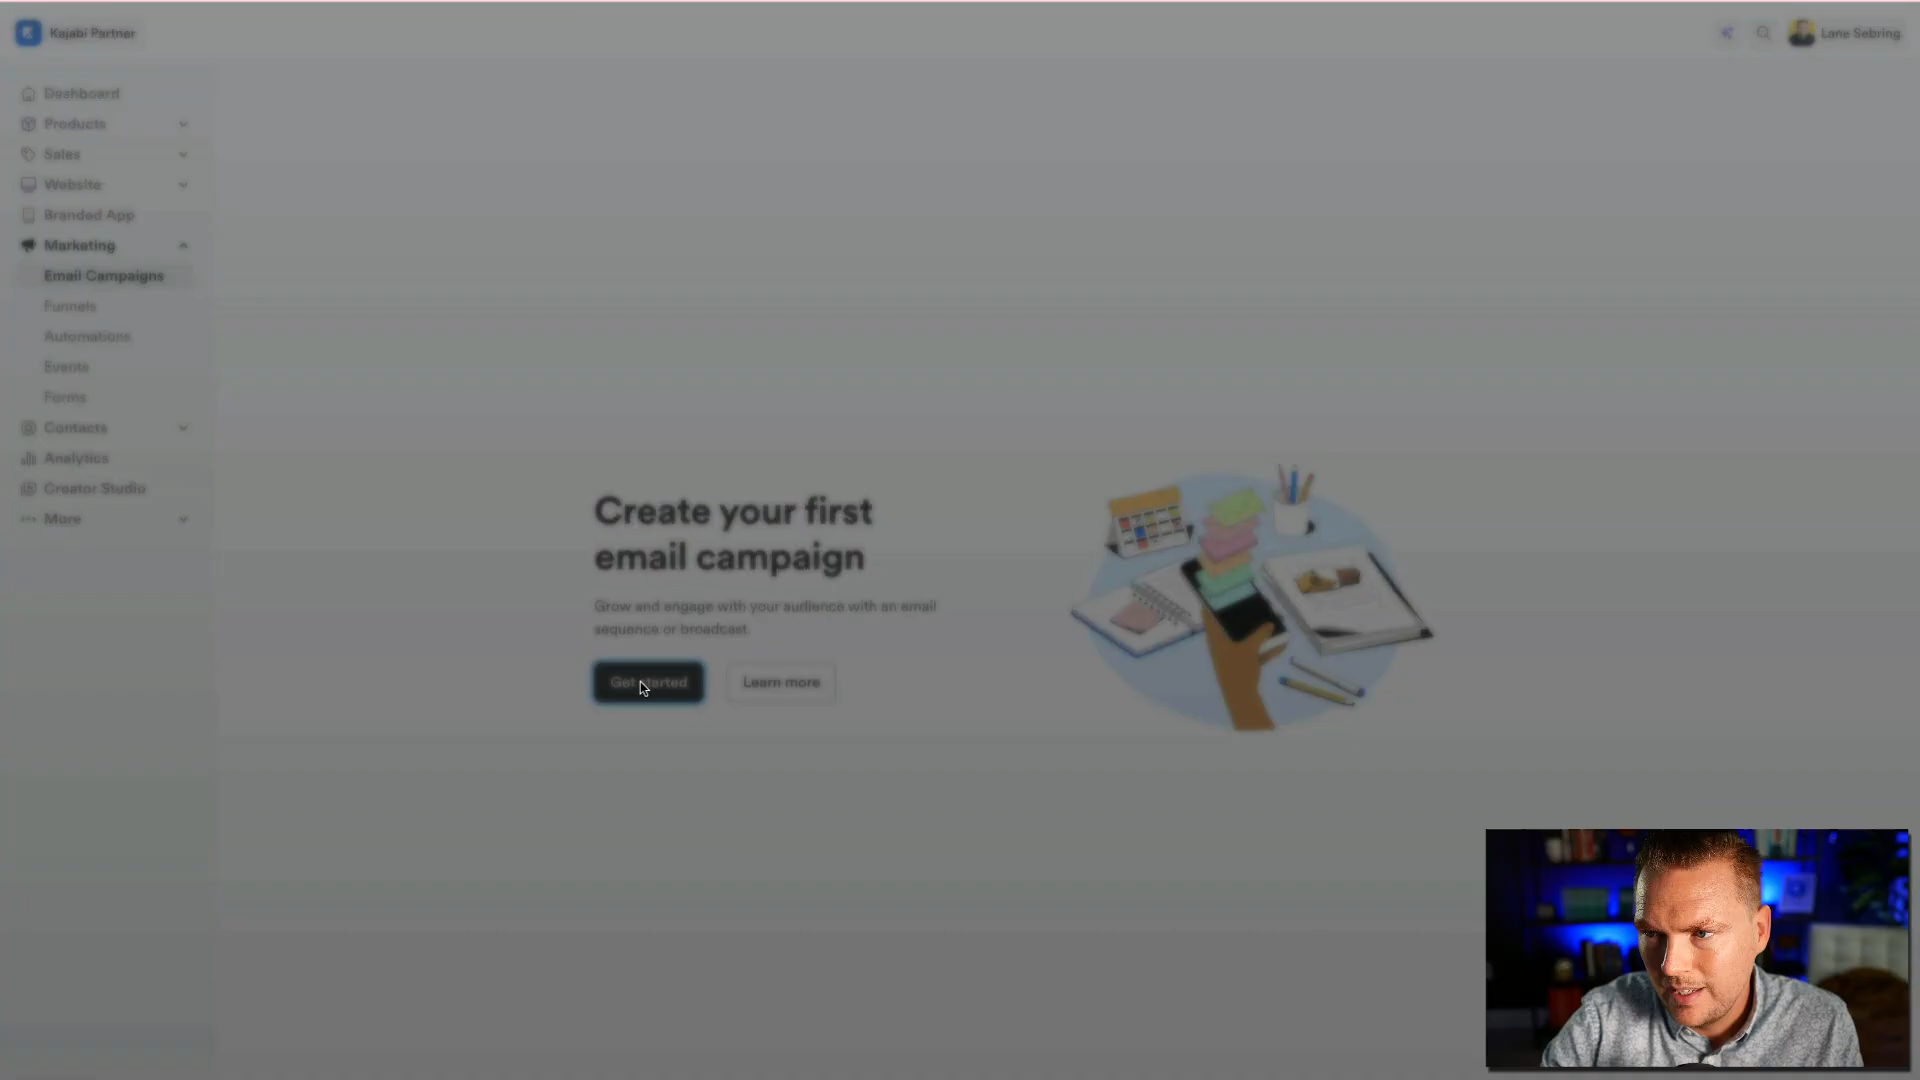 Kajabi Partner
Lane Sebring
Dashboard
Products
Sales
Website
Branded App
Marketing
Email Campaigns
Funnels
Automations
Events
Forms
Contacts
Analytics
Creator Studio
More
Create your first
email campaign
Grow and engage with your audience with an email
sequence or broadcast.
Get started
Learn more